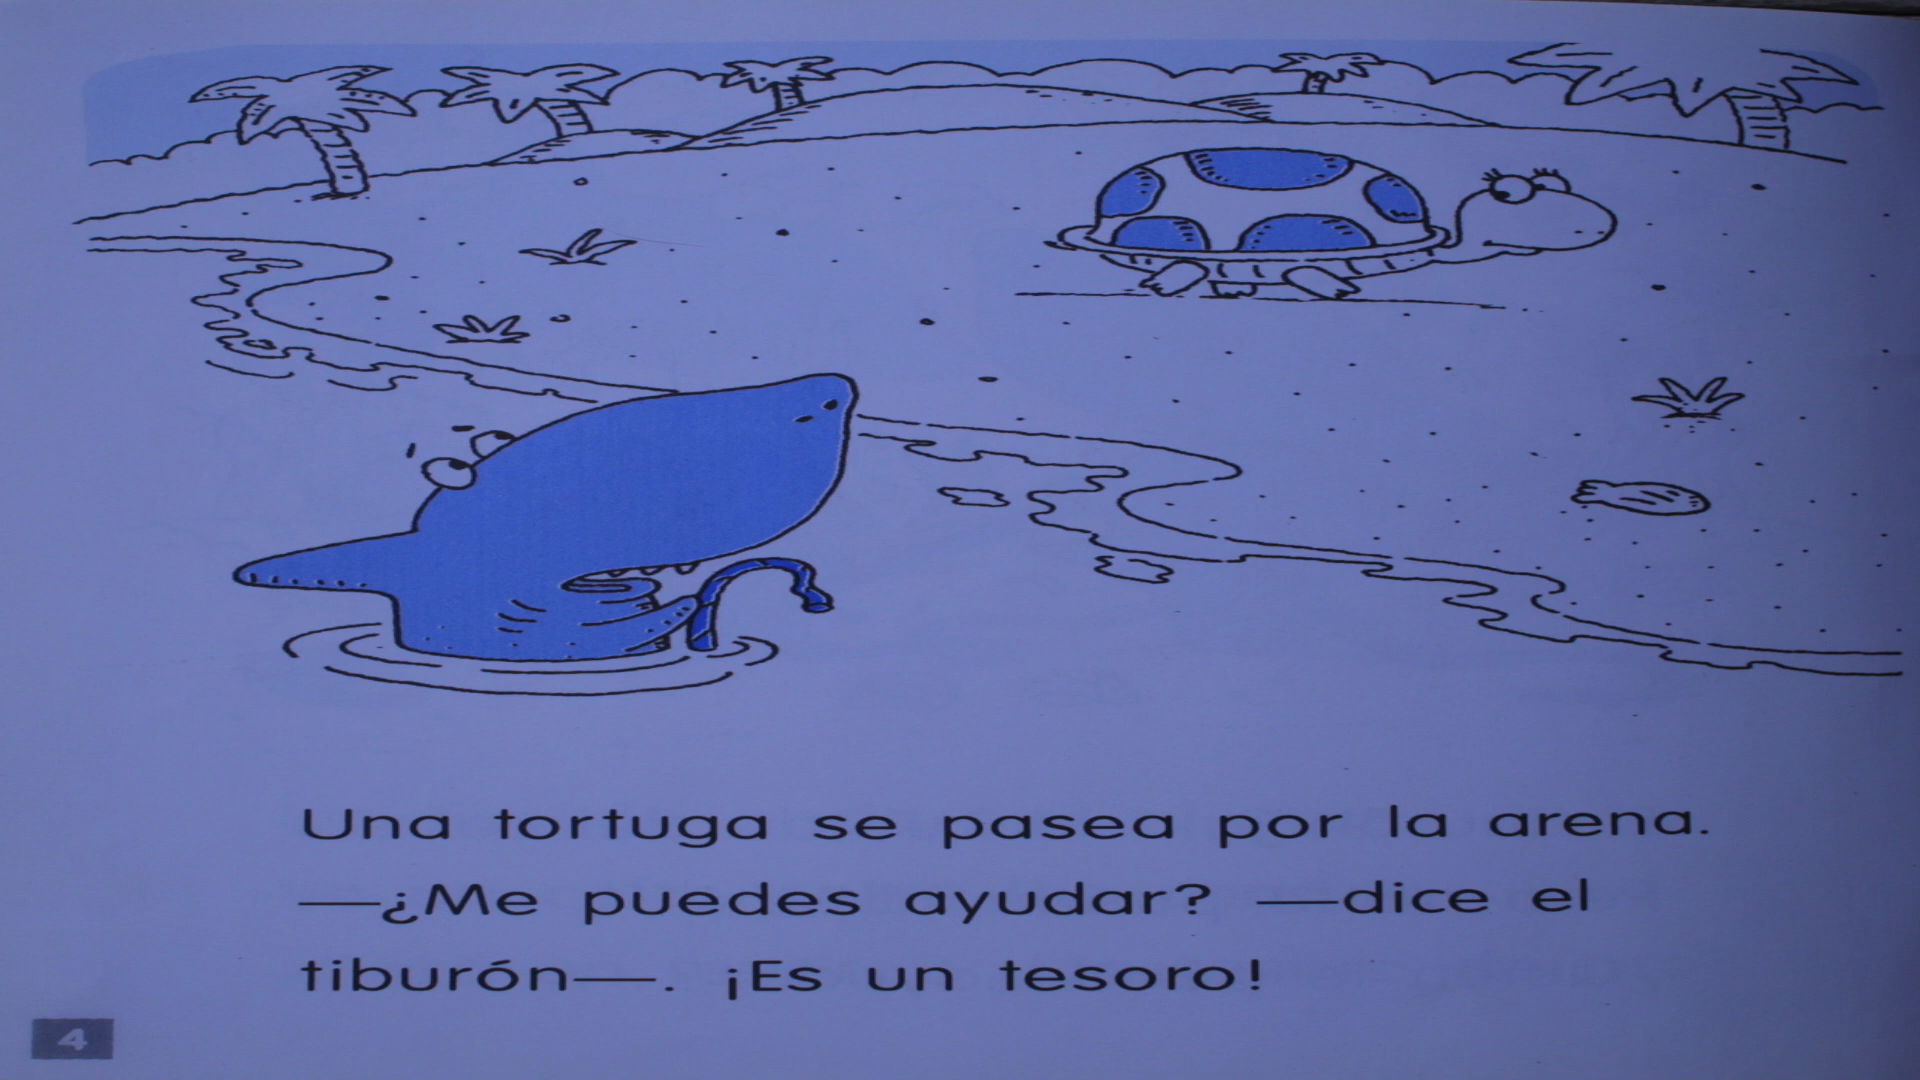 Una tortuga se pasea por la arena.
—¿Me puedes ayudar? —dice el
tiburón—. ¡Es un tesoro!
4